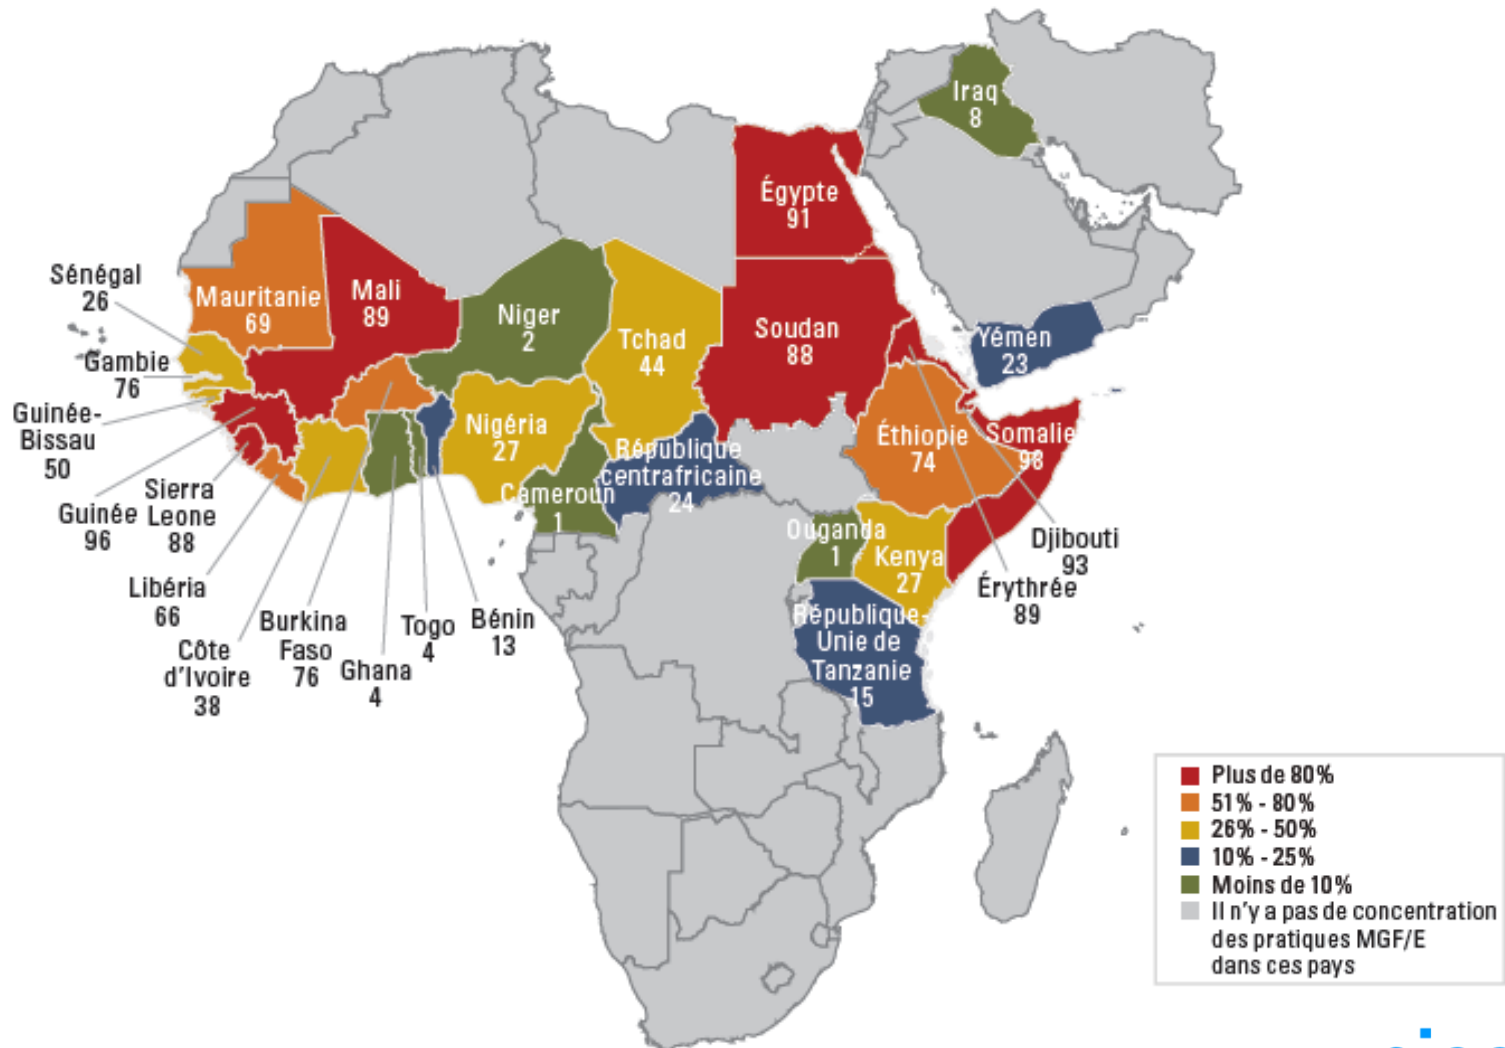 Iraq
8
Égypte
91
Sénégal
26
Mauritanie
69
Mali
89
Niger
2
Tchad
44
Soudan
88
Yémen
23
Gambie
76
Guinée-
Bissau
50
Nigéria
27
Éthiopie
74
Somalie
98
République
centrafricaine
24
Guinée
96
Sierra
Leone
88
Cameroun
1
Ouganda
1
Kenya
27
Djibouti
93
Érythrée
89
Libéria
66
Côte
d'Ivoire
38
Burkina
Faso
76
Ghana
4
Togo
4
Bénin
13
République-
Unie de
Tanzanie
15
Plus de 80%
51% - 80%
26% - 50%
10% - 25%
Moins de 10%
Il n'y a pas de concentration
des pratiques MGF/E
dans ces pays